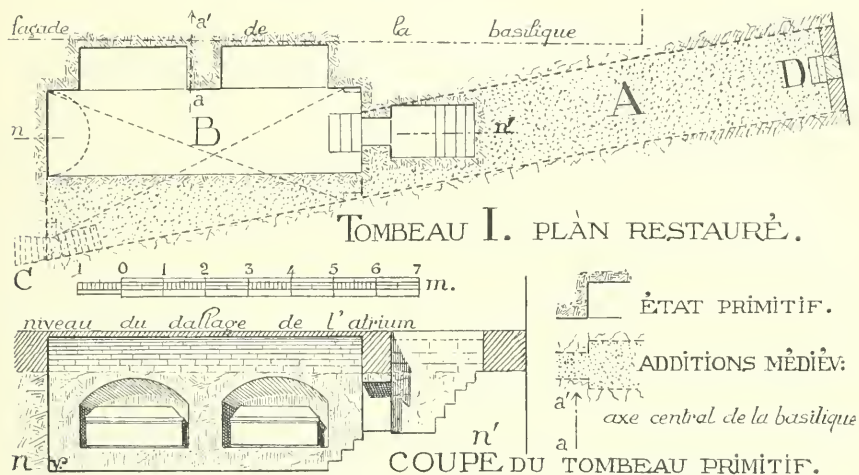 façade de la basilique
a'
a
A
D
B
n
n'
TOMBEAU I. PLÀN RESTAURÉ.
C
1 0 1 2 3 4 5 6 7 m.
niveau du dallage de l'atrium
ÉTAT PRIMITIF.
ADDITIONS MÉDIÉV:
a'
axe central de la basilique
a
n
n'
COUPE DU TOMBEAU PRIMITIF.